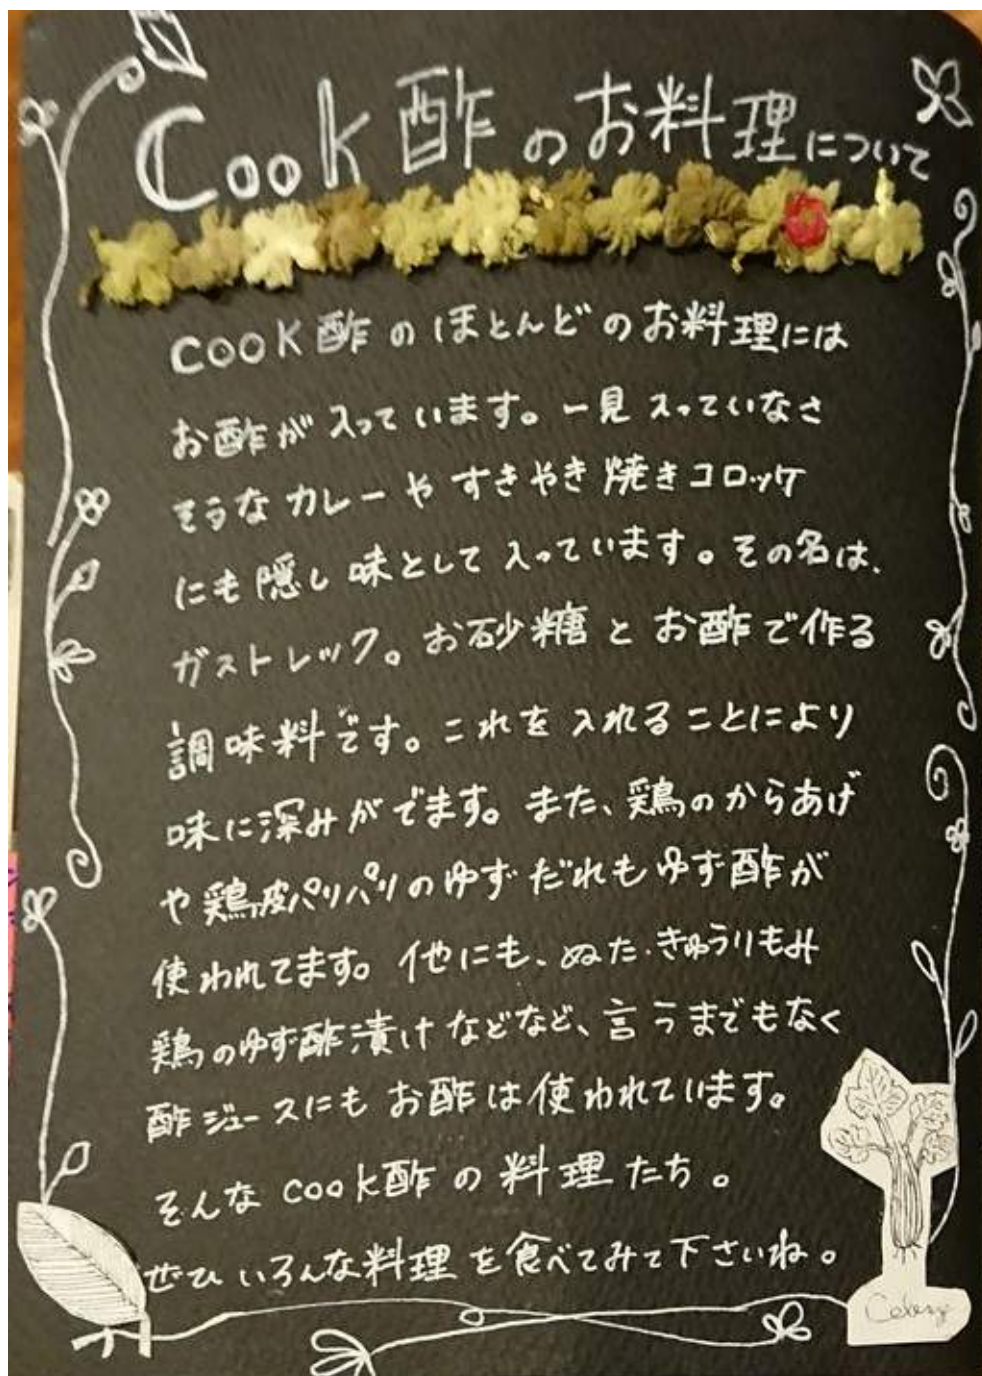 Cook酢のお料理について
COOK酢のほとんどのお料理には
お酢が入っています。一見入っていなさ
そうなカレーやすきやき焼きコロッケ
にも隠し味として入っています。その名は、
ガストレック。お砂糖とお酢で作る
調味料です。これを入れることにより
味に深みがでます。また、鶏のからあげ
や鶏皮パリパリのゆずだれもゆず酢が
使われてます。他にも、ぬた・きゅうりもみ
鶏のゆず酢漬けなどなど、言うまでもなく
酢ジュースにもお酢は使われています。
そんなcook酢の料理たち。
ぜひいろんな料理を食べてみて下さいね。
Celery